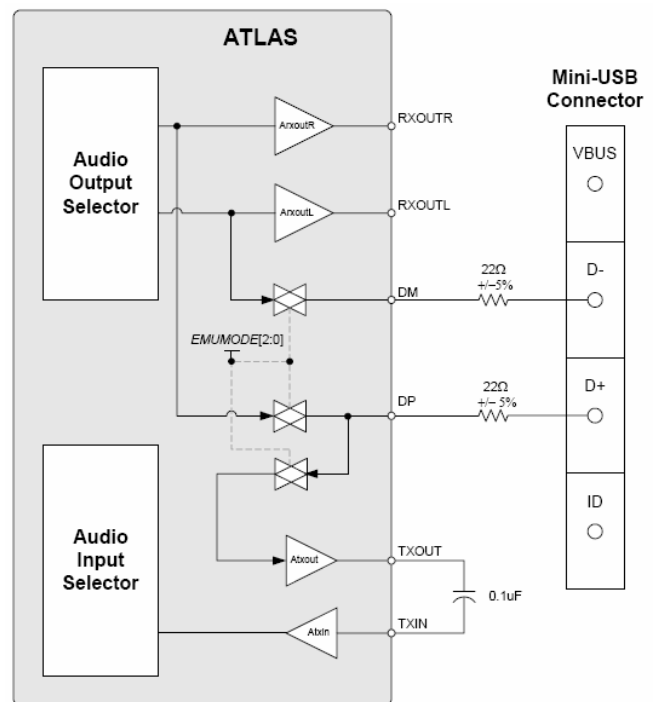 ATLAS
Mini-USB
Connector
Audio
Output
Selector
ArxoutR
RXOUTR
VBUS
ArxoutL
RXOUTL
22Ω
+/–5%
D-
DM
EMUMODE[2:0]
22Ω
+/– 5%
D+
DP
ID
Audio
Input
Selector
Atxout
TXOUT
0.1uF
Atxin
TXIN